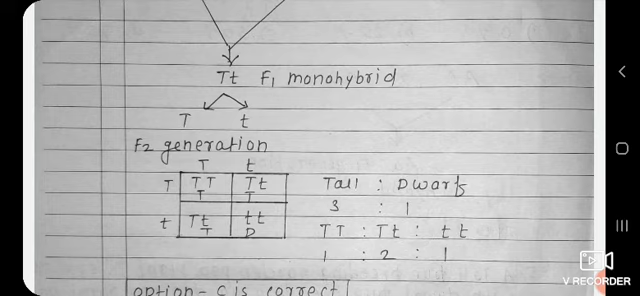 Tt F1 monohybrid
T t
F2 generation
T t
T TT Tt Tall : Dwarfs
T T 3 : 1
t Tt tt TT : Tt : tt
T D 1 : 2 : 1
option - C is correct
V RECORDER